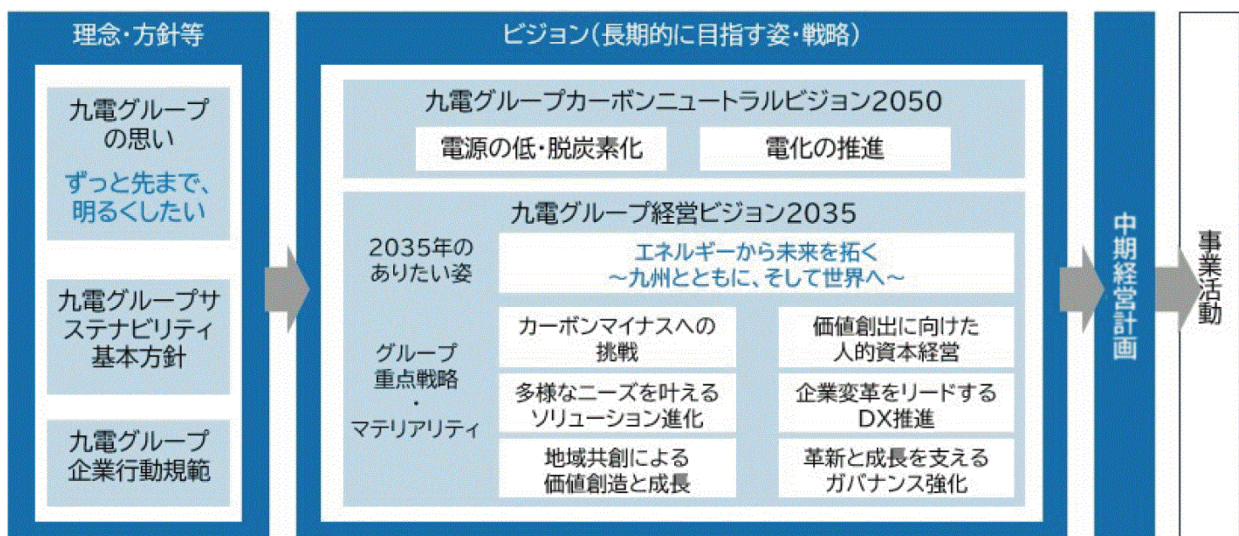 理念・方針等
九電グループ
の思い
ずっと先まで、
明るくしたい
九電グループサ
ステナビリティ
基本方針
九電グループ
企業行動規範
ビジョン(長期的に目指す姿・戦略)
九電グループカーボンニュートラルビジョン2050
電源の低・脱炭素化
電化の推進
九電グループ経営ビジョン2035
2035年の
ありたい姿
エネルギーから未来を拓く
~九州とともに、そして世界へ~
グループ
重点戦略
・
マテリアリティ
カーボンマイナスへの
挑戦
価値創出に向けた
人的資本経営
多様なニーズを叶える
ソリューション進化
企業変革をリードする
DX推進
地域共創による
価値創造と成長
革新と成長を支える
ガバナンス強化
中期経営計画
事業活動